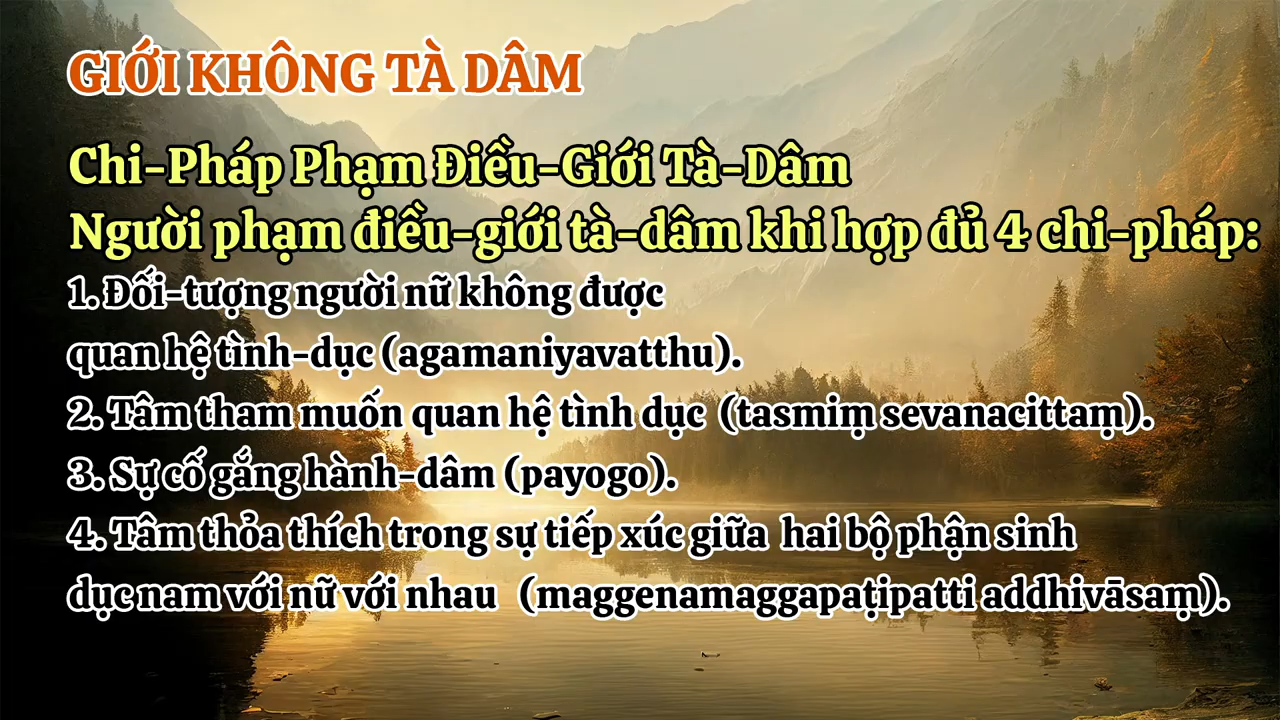 GIỚI KHÔNG TÀ DÂM
Chi-Pháp Phạm Điều-Giới Tà-Dâm
Người phạm điều-giới tà-dâm khi hợp đủ 4 chi-pháp:
1. Đối-tượng người nữ không được
quan hệ tình-dục (agamaniyavatthu).
2. Tâm tham muốn quan hệ tình dục (tasmiṃ sevanacittaṃ).
3. Sự cố gắng hành-dâm (payogo).
4. Tâm thỏa thích trong sự tiếp xúc giữa hai bộ phận sinh
dục nam với nữ với nhau (maggenamaggapaṭipatti addhivāsaṃ).